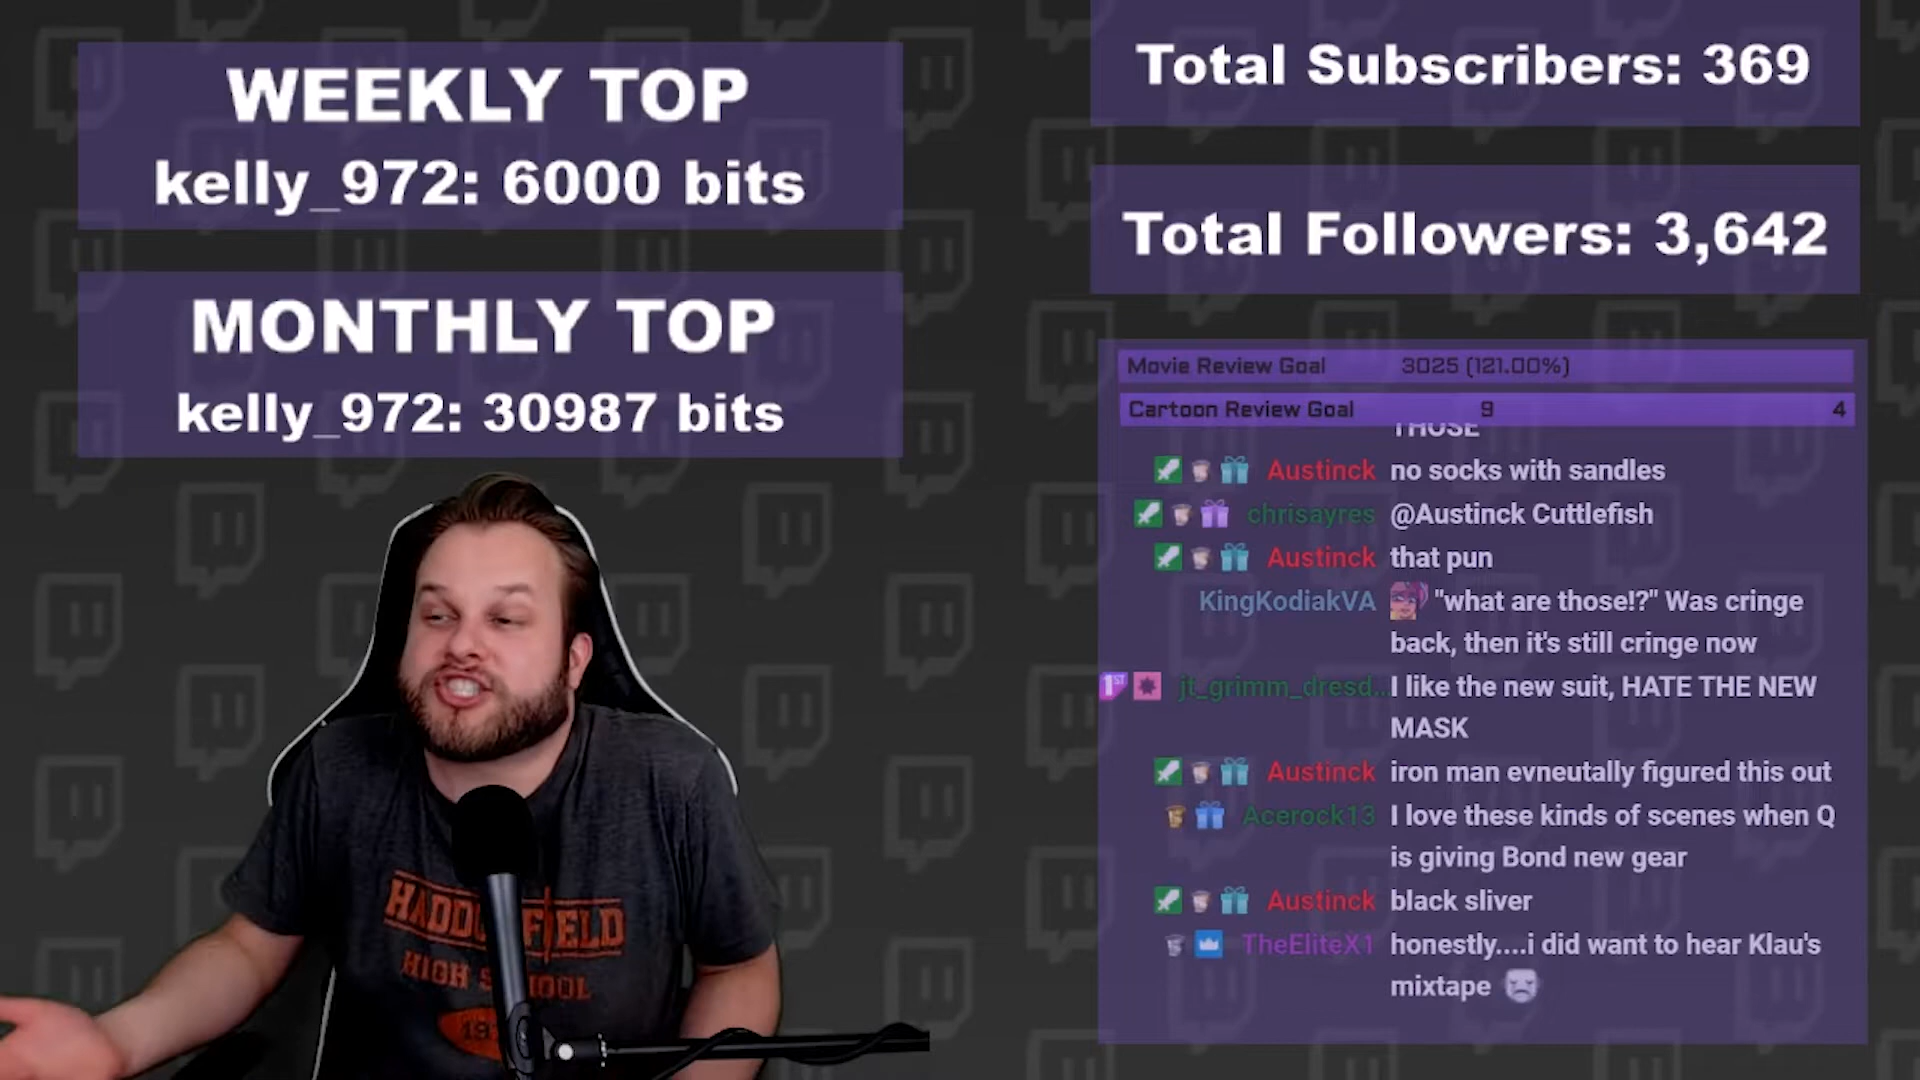 WEEKLY TOP
kelly_972: 6000 bits
MONTHLY TOP
kelly_972: 30987 bits
Total Subscribers: 369
Total Followers: 3,642
Movie Review Goal 3025 (121.00%)
Cartoon Review Goal 9 4
THOSE
Austinck no socks with sandles
chrisayres @Austinck Cuttlefish
Austinck that pun
KingKodiakVA "what are those!?" Was cringe
back, then it's still cringe now
1ST jt_grimm_dresd... I like the new suit, HATE THE NEW
MASK
Austinck iron man evneutally figured this out
Acerock13 I love these kinds of scenes when Q
is giving Bond new gear
Austinck black sliver
TheEliteX1 honestly....i did want to hear Klau's
mixtape
HIGH